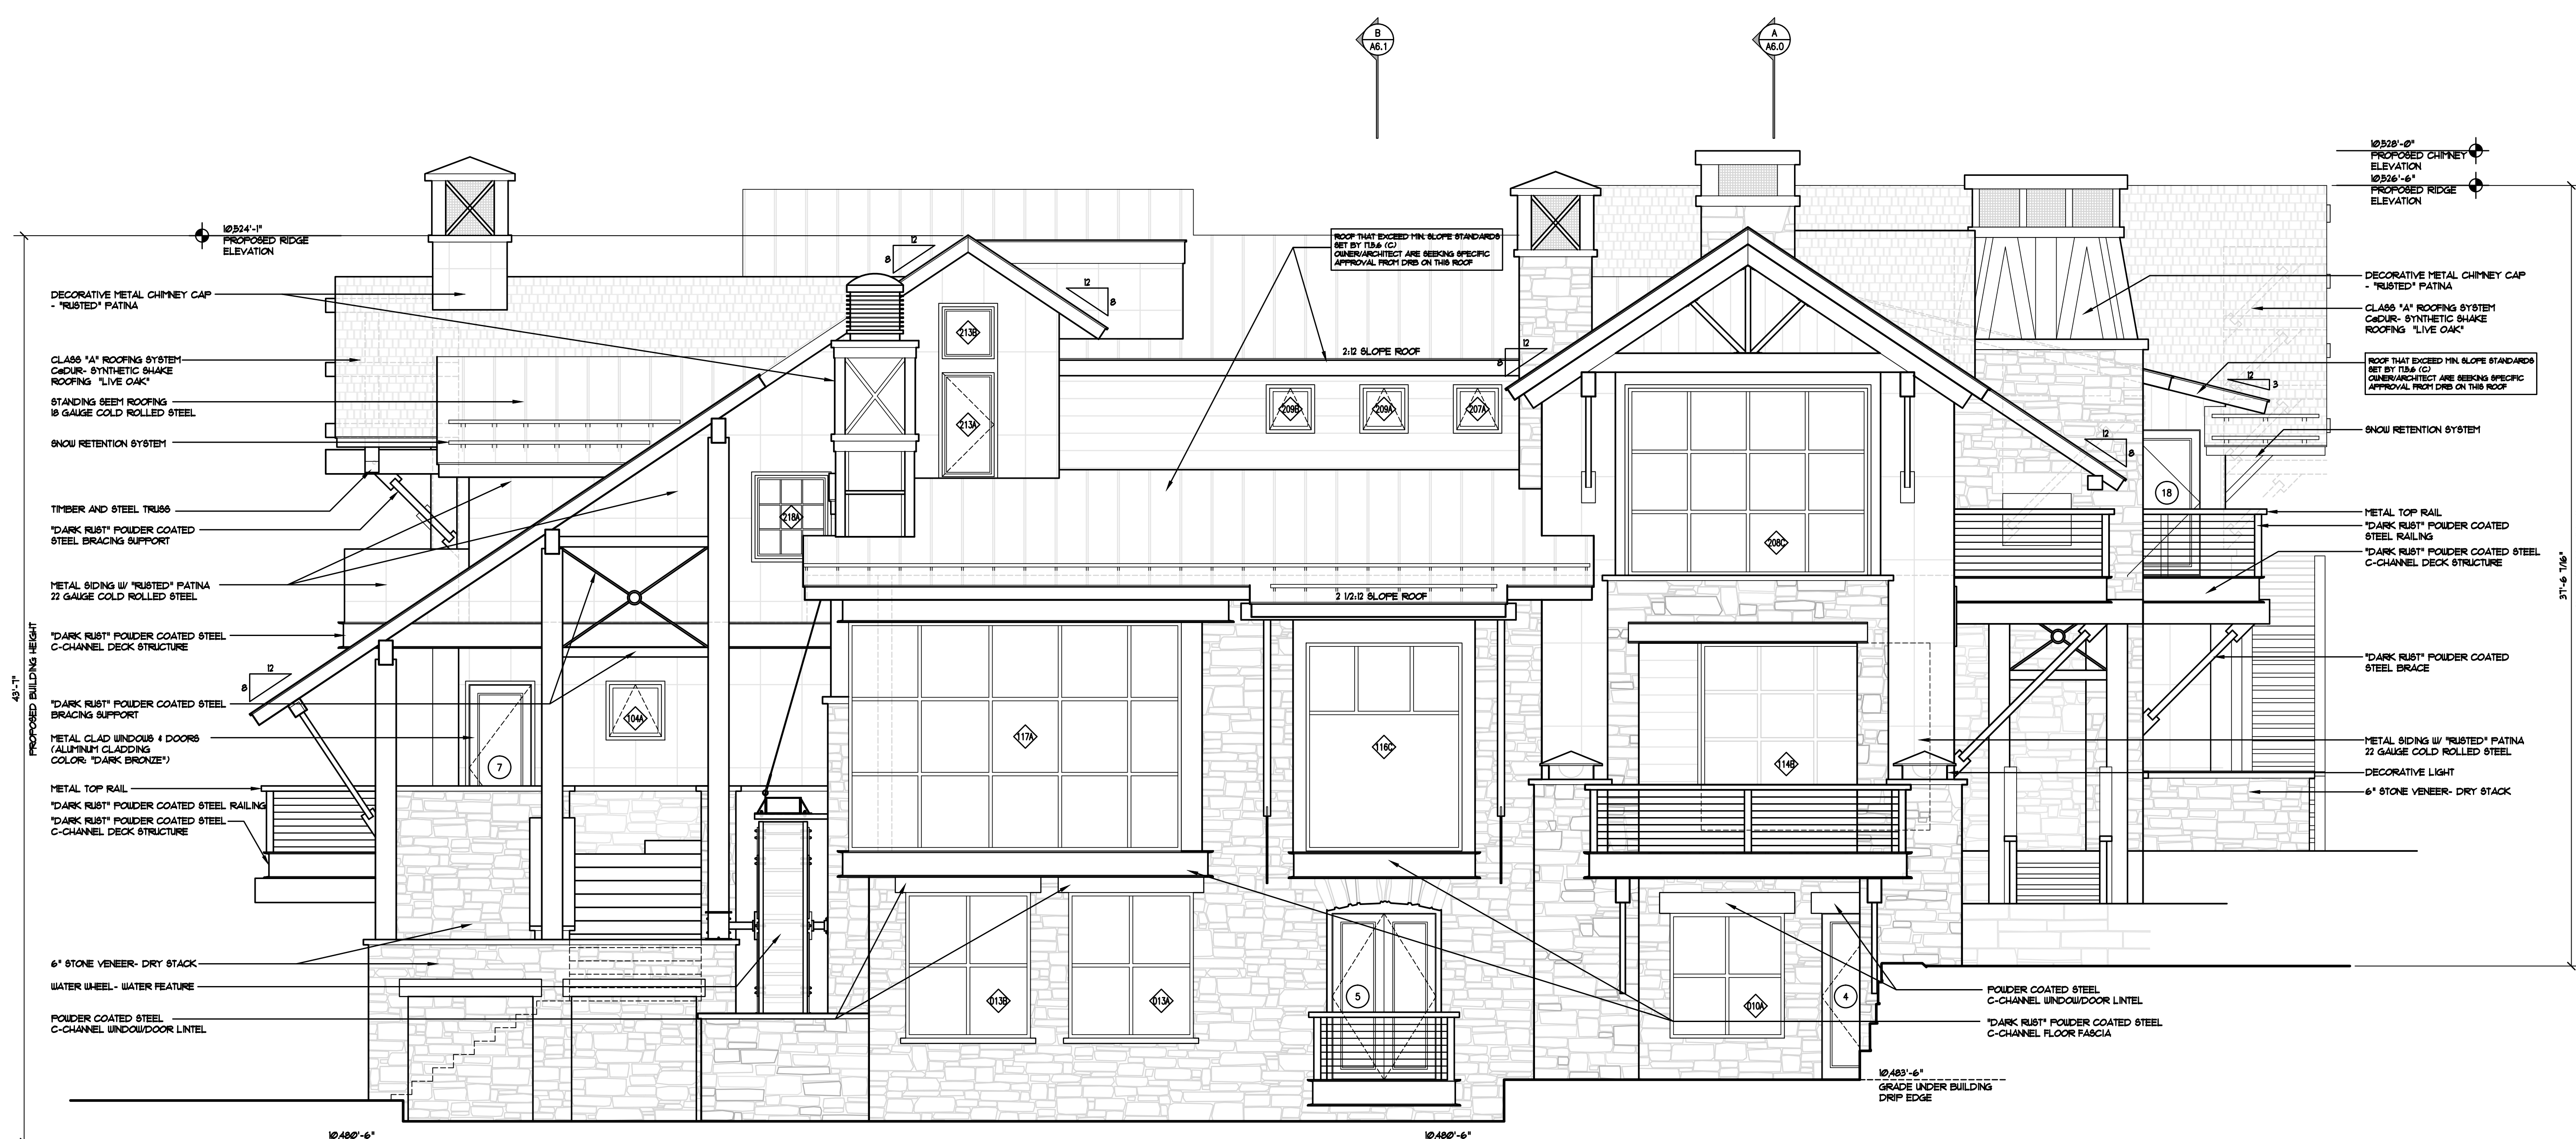 B
A6.1
A
A6.0
10,528'-0"
PROPOSED CHIMNEY
ELEVATION
10,526'-6"
PROPOSED RIDGE
ELEVATION
10,524'-1"
PROPOSED RIDGE
ELEVATION
12
8
ROOF THAT EXCEED MIN. SLOPE STANDARDS
SET BY 17.5.6 (C)
OWNER/ARCHITECT ARE SEEKING SPECIFIC
APPROVAL FROM DRB ON THIS ROOF
DECORATIVE METAL CHIMNEY CAP
- "RUSTED" PATINA
12
8
213B
2:12 SLOPE ROOF
12
8
DECORATIVE METAL CHIMNEY CAP
- "RUSTED" PATINA
CLASS "A" ROOFING SYSTEM
CeDUR- SYNTHETIC SHAKE
ROOFING "LIVE OAK"
CLASS "A" ROOFING SYSTEM
CeDUR- SYNTHETIC SHAKE
ROOFING "LIVE OAK"
ROOF THAT EXCEED MIN. SLOPE STANDARDS
SET BY 17.5.6 (C)
OWNER/ARCHITECT ARE SEEKING SPECIFIC
APPROVAL FROM DRB ON THIS ROOF
12
3
STANDING SEEM ROOFING
18 GAUGE COLD ROLLED STEEL
209B
209A
207A
213A
SNOW RETENTION SYSTEM
SNOW RETENTION SYSTEM
12
8
18
TIMBER AND STEEL TRUSS
218A
METAL TOP RAIL
"DARK RUST" POWDER COATED
STEEL BRACING SUPPORT
"DARK RUST" POWDER COATED
STEEL RAILING
208C
"DARK RUST" POWDER COATED STEEL
C-CHANNEL DECK STRUCTURE
METAL SIDING W/ "RUSTED" PATINA
22 GAUGE COLD ROLLED STEEL
2 1/2:12 SLOPE ROOF
37'-6 7/16"
"DARK RUST" POWDER COATED STEEL
C-CHANNEL DECK STRUCTURE
"DARK RUST" POWDER COATED
STEEL BRACE
12
8
43'-7"
PROPOSED BUILDING HEIGHT
"DARK RUST" POWDER COATED STEEL
BRACING SUPPORT
104A
117A
116C
METAL CLAD WINDOWS & DOORS
(ALUMINUM CLADDING
COLOR: "DARK BRONZE")
7
114B
METAL SIDING W/ "RUSTED" PATINA
22 GAUGE COLD ROLLED STEEL
DECORATIVE LIGHT
METAL TOP RAIL
6" STONE VENEER- DRY STACK
"DARK RUST" POWDER COATED STEEL RAILING
"DARK RUST" POWDER COATED STEEL
C-CHANNEL DECK STRUCTURE
6" STONE VENEER- DRY STACK
WATER WHEEL- WATER FEATURE
013B
013A
5
010A
4
POWDER COATED STEEL
C-CHANNEL WINDOW/DOOR LINTEL
POWDER COATED STEEL
C-CHANNEL WINDOW/DOOR LINTEL
"DARK RUST" POWDER COATED STEEL
C-CHANNEL FLOOR FASCIA
10,483'-6"
GRADE UNDER BUILDING
DRIP EDGE
10,480'-6"
10,480'-6"